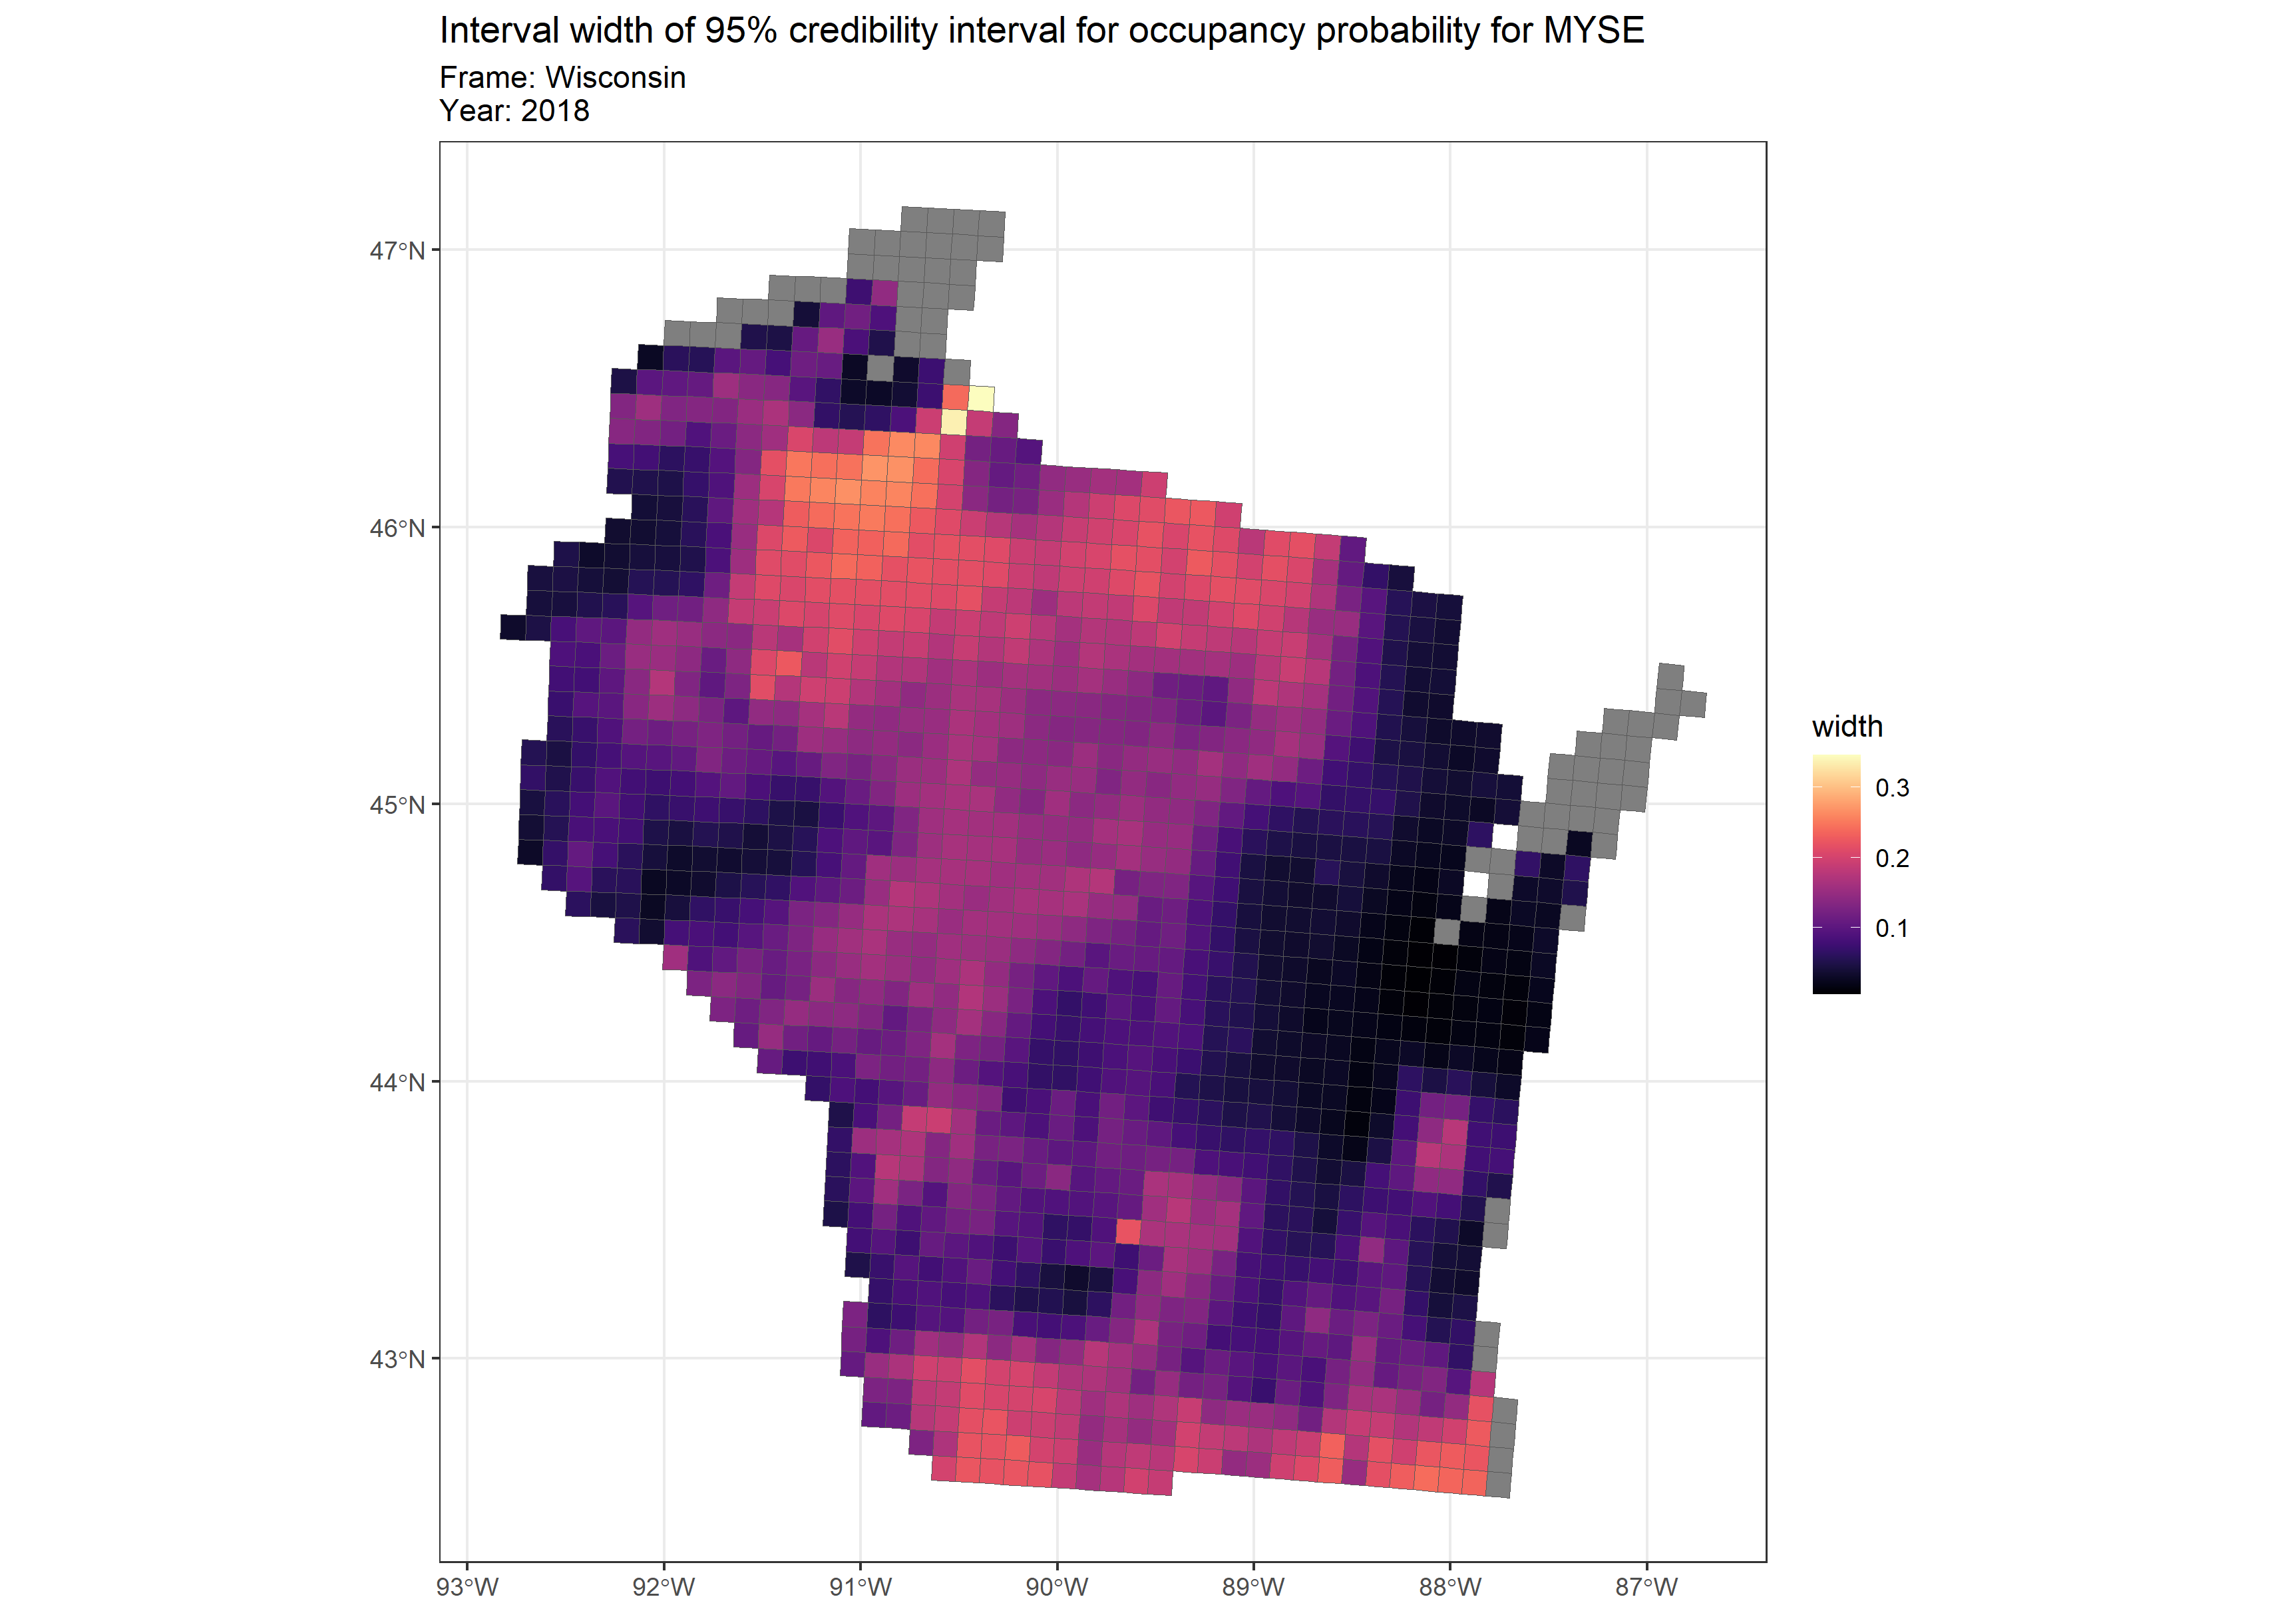 Interval width of 95% credibility interval for occupancy probability for MYSE
Frame: Wisconsin
Year: 2018
47°N
46°N
45°N
44°N
43°N
93°W 92°W 91°W 90°W 89°W 88°W 87°W
width
0.3
0.2
0.1